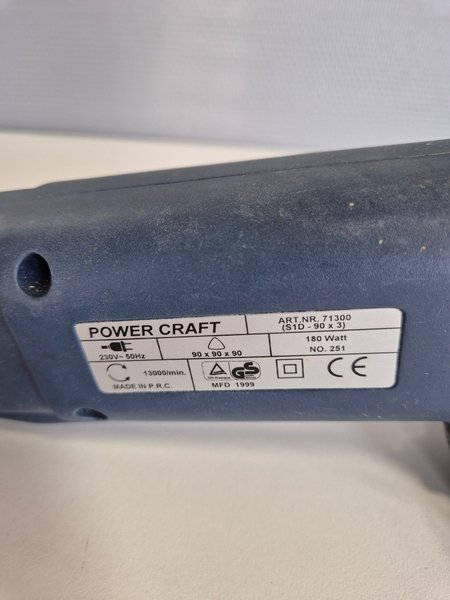 POWER CRAFT
ART.NR. 71300
(S1D - 90 x 3)
230V~ 50Hz
90 x 90 x 90
180 Watt
NO. 251
13000/min.
MADE IN P.R.C.
GS
MFD 1999
CE